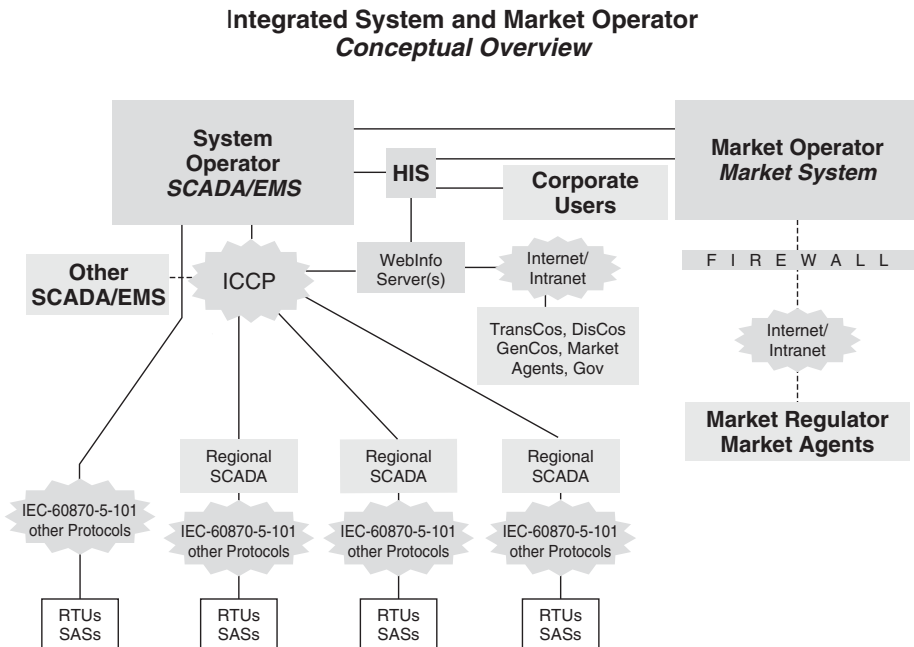 Integrated System and Market Operator
Conceptual Overview
System
Operator
SCADA/EMS
HIS
Corporate
Users
Market Operator
Market System
Other
SCADA/EMS
ICCP
WebInfo
Server(s)
Internet/
Intranet
FIREWALL
TransCos, DisCos
GenCos, Market
Agents, Gov
Internet/
Intranet
Market Regulator
Market Agents
Regional
SCADA
Regional
SCADA
Regional
SCADA
IEC-60870-5-101
other Protocols
IEC-60870-5-101
other Protocols
IEC-60870-5-101
other Protocols
IEC-60870-5-101
other Protocols
RTUs
SASs
RTUs
SASs
RTUs
SASs
RTUs
SASs